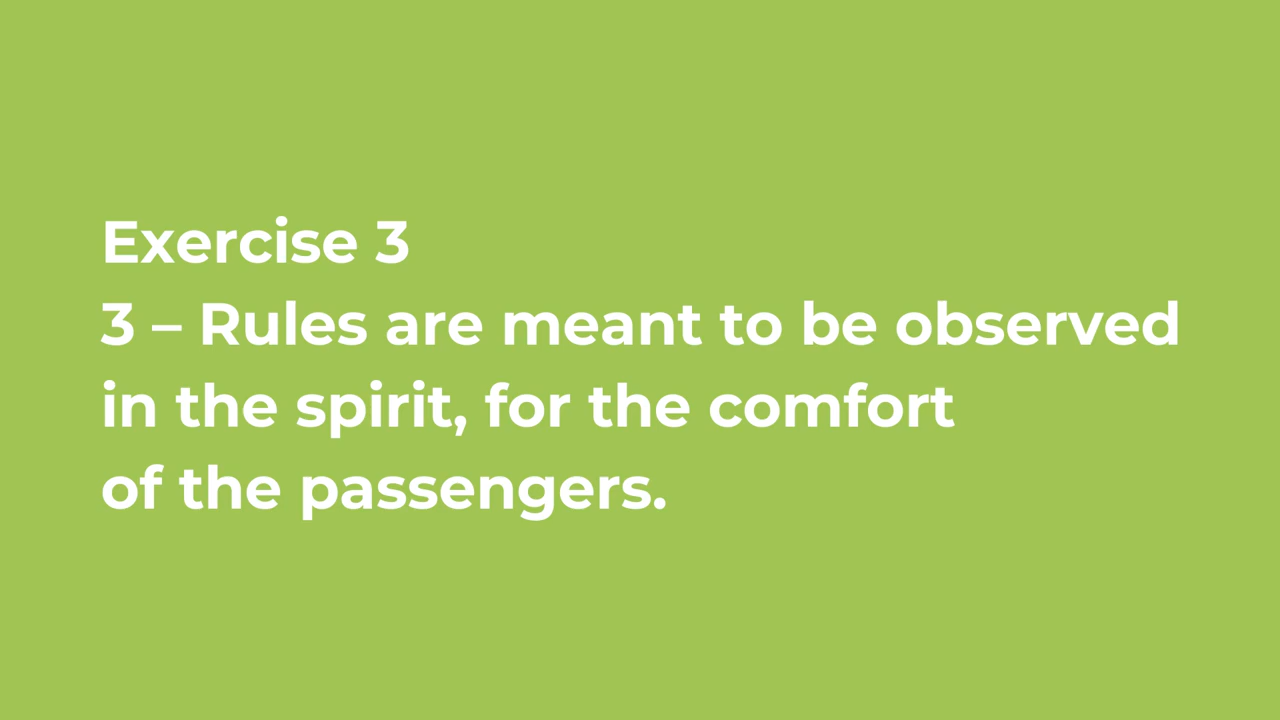 Exercise 3
3 – Rules are meant to be observed
in the spirit, for the comfort
of the passengers.